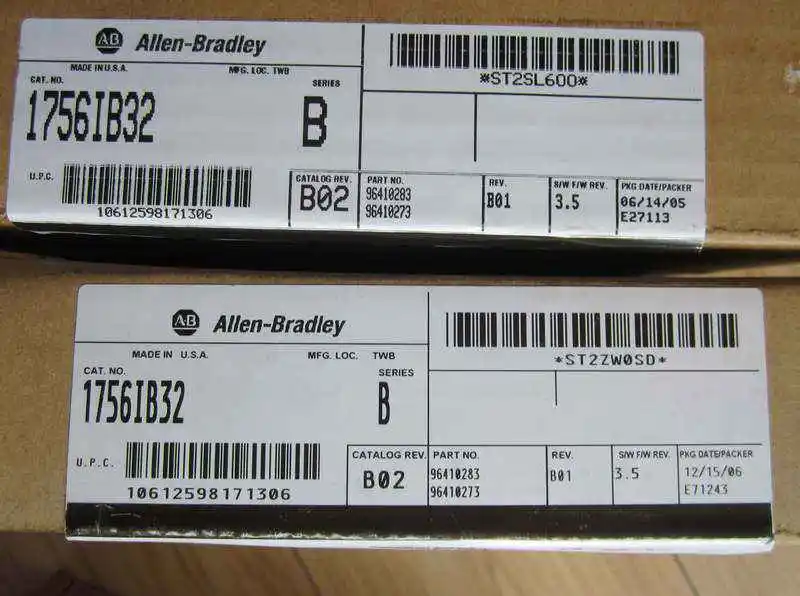 AB Allen-Bradley
MADE IN U.S.A. MFG. LOC. TWB
CAT. NO. SERIES
1756IB32 B
*ST2SL600*
U.P.C.
10612598171306
CATALOG REV. PART NO. REV. S/W F/W REV. PKG DATE/PACKER
B02 96410283 B01 3.5 06/14/05
96410273 E27113
AB Allen-Bradley
MADE IN U.S.A. MFG. LOC. TWB
CAT. NO. SERIES
1756IB32 B
*ST2ZW0SD*
U.P.C.
10612598171306
CATALOG REV. PART NO. REV. S/W F/W REV. PKG DATE/PACKER
B02 96410283 B01 3.5 12/15/06
96410273 E71243